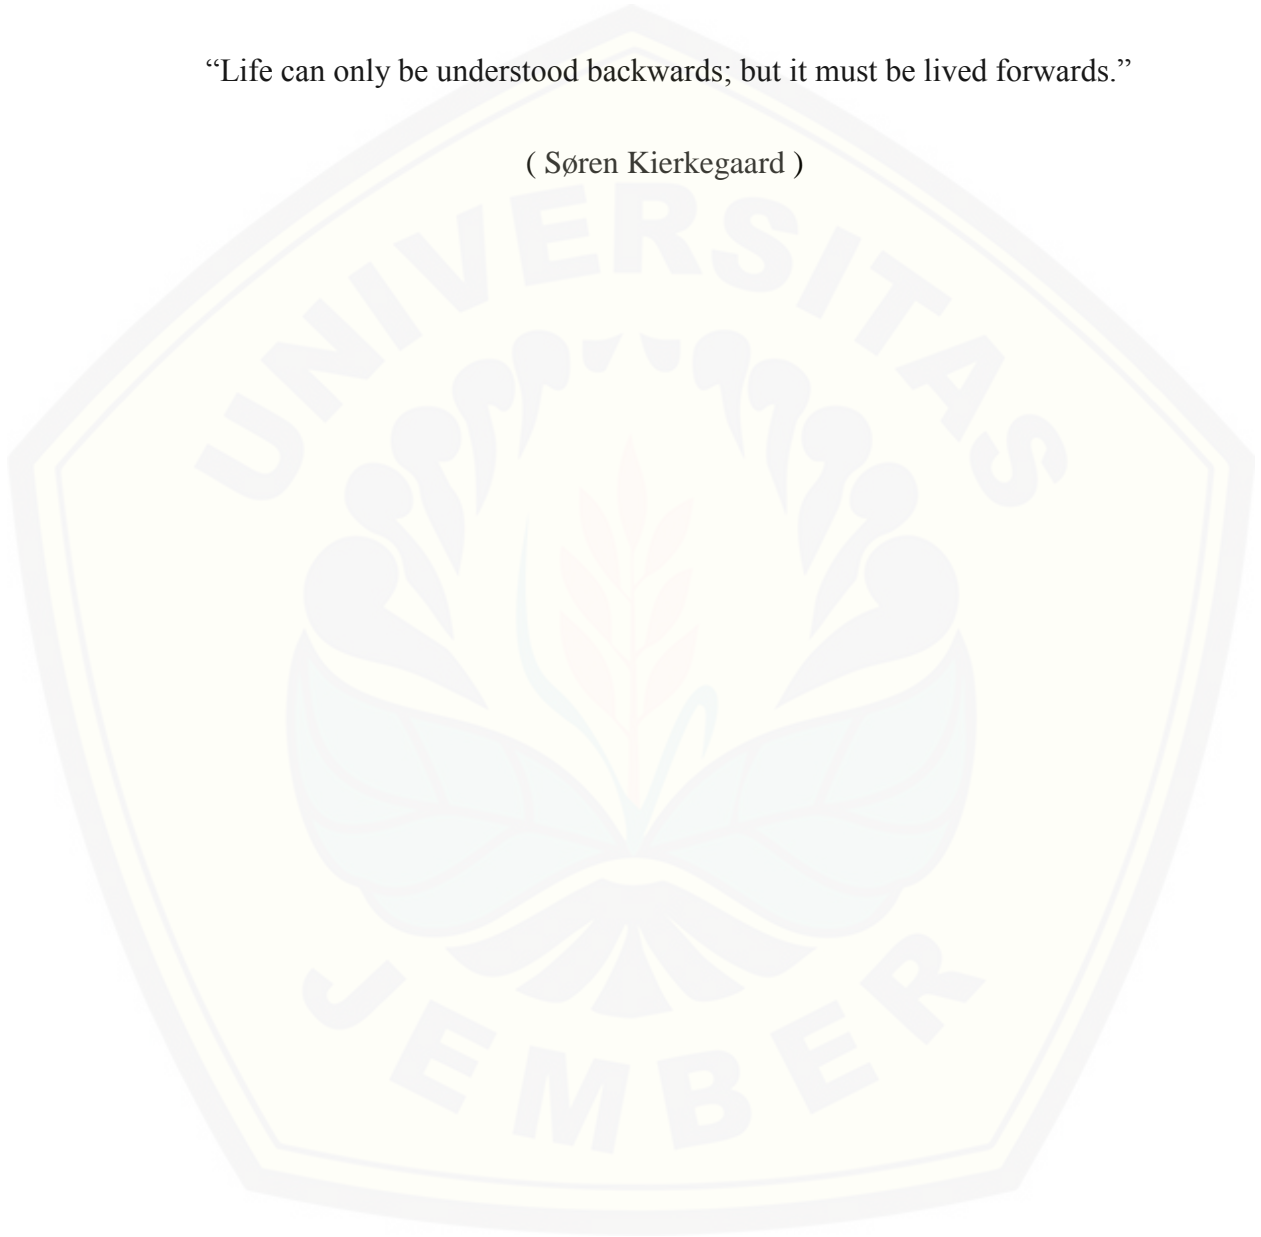 “Life can only be understood backwards; but it must be lived forwards.”
( Søren Kierkegaard )
UNIVERSITAS
JEMBER